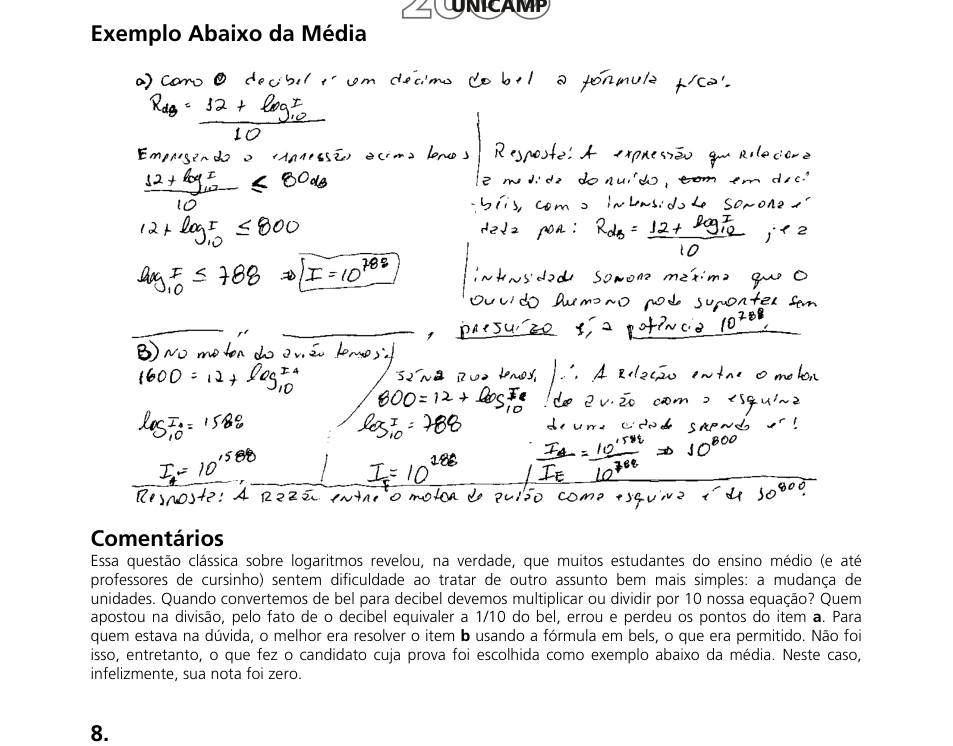 2008
UNICAMP
Exemplo Abaixo da Média
a) Como o decibel é um décimo do bel a fórmula fica:
R_dB = 12 + log_10 I
10
Empregando a expressão acima temos
12 + log_10 I ≤ 80dB
10
12 + log_10 I ≤ 800
log_10 I ≤ 788 => I = 10^788
Resposta: A expressão que relaciona
a medida do ruído, em deci-
béis, com a intensidade sonora é
dada por: R_dB = 12 + log_10 I ; e a
10
intensidade sonora máxima que o
ouvido humano pode suportar sem
prejuízo é, a potência 10^788.
B) No motor do avião temos:
1600 = 12 + log_10 I_A
log_10 I_A = 1588
I_A = 10^1588
Já na rua temos,
800 = 12 + log_10 I_E
log_10 I = 788
I_E = 10^788
∴ A relação entre o motor
do avião com a esquina
de uma cidade grande é:
I_A = 10^1588 => 10^800
I_E 10^788
Resposta: A Razão entre o motor de avião com a esquina é de 10^800.
Comentários
Essa questão clássica sobre logaritmos revelou, na verdade, que muitos estudantes do ensino médio (e até
professores de cursinho) sentem dificuldade ao tratar de outro assunto bem mais simples: a mudança de
unidades. Quando convertemos de bel para decibel devemos multiplicar ou dividir por 10 nossa equação? Quem
apostou na divisão, pelo fato de o decibel equivaler a 1/10 do bel, errou e perdeu os pontos do item a. Para
quem estava na dúvida, o melhor era resolver o item b usando a fórmula em bels, o que era permitido. Não foi
isso, entretanto, o que fez o candidato cuja prova foi escolhida como exemplo abaixo da média. Neste caso,
infelizmente, sua nota foi zero.
8.